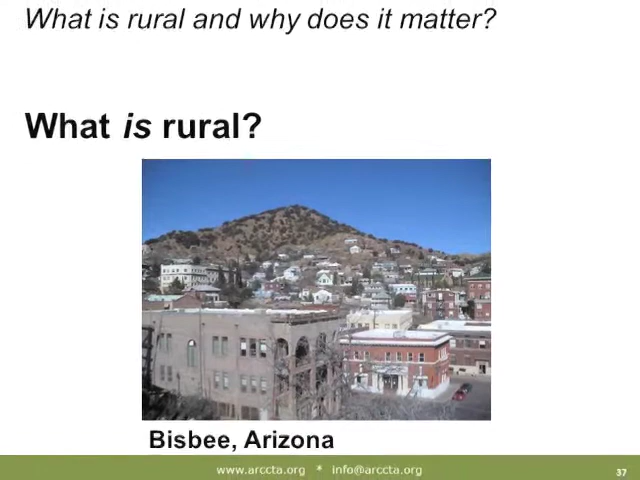 What is rural and why does it matter?
What is rural?
Bisbee, Arizona
www.arccta.org * info@arccta.org
37